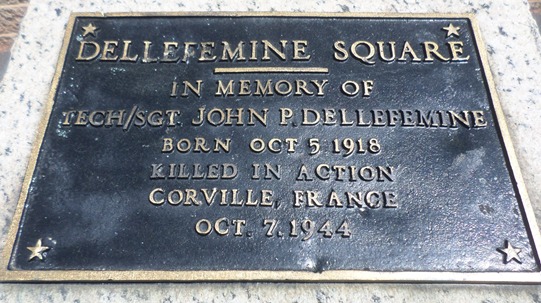 DELLEFEMINE SQUARE
IN MEMORY OF
TECH/SGT. JOHN P. DELLEFEMINE
BORN OCT 5 1918
KILLED IN ACTION
CORVILLE, FRANCE
OCT. 7. 1944